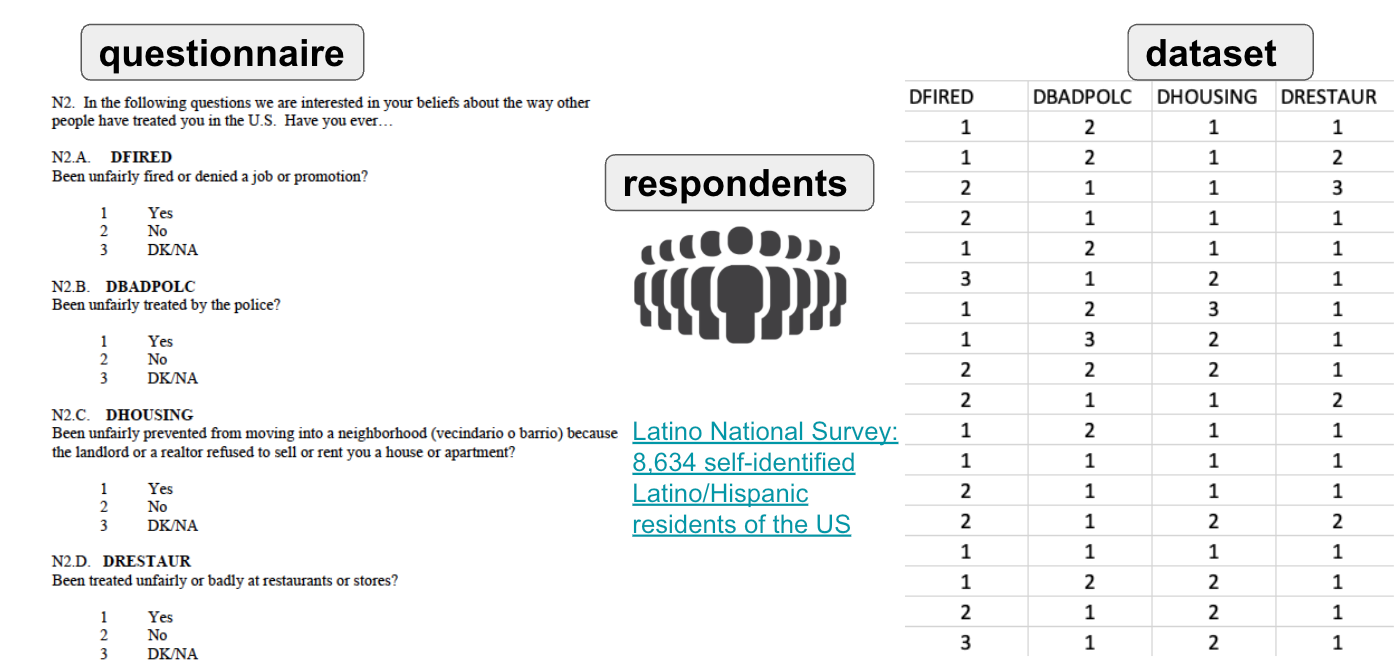 questionnaire
N2. In the following questions we are interested in your beliefs about the way other
people have treated you in the U.S. Have you ever…
N2.A. DFIRED
Been unfairly fired or denied a job or promotion?
1 Yes
2 No
3 DK/NA
N2.B. DBADPOLC
Been unfairly treated by the police?
1 Yes
2 No
3 DK/NA
N2.C. DHOUSING
Been unfairly prevented from moving into a neighborhood (vecindario o barrio) because
the landlord or a realtor refused to sell or rent you a house or apartment?
1 Yes
2 No
3 DK/NA
N2.D. DRESTAUR
Been treated unfairly or badly at restaurants or stores?
1 Yes
2 No
3 DK/NA
respondents
Latino National Survey:
8,634 self-identified
Latino/Hispanic
residents of the US
dataset
DFIRED DBADPOLC DHOUSING DRESTAUR
1 2 1 1
1 2 1 2
2 1 1 3
2 1 1 1
1 2 1 1
3 1 2 1
1 2 3 1
1 3 2 1
2 2 2 1
2 1 1 2
1 2 1 1
1 1 1 1
2 1 1 1
2 1 2 2
1 1 1 1
1 2 2 1
2 1 2 1
3 1 2 1